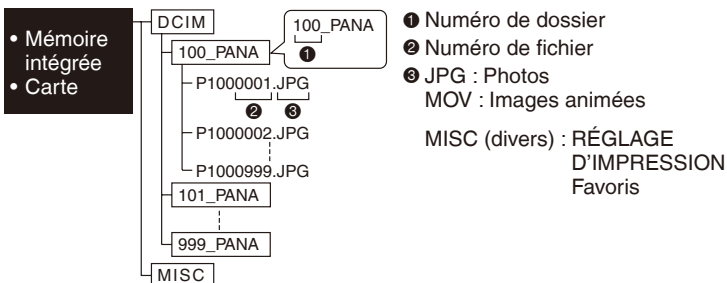 • Mémoire
intégrée
• Carte
DCIM
100_PANA
P1000001.JPG
❷ ❸
P1000002.JPG
P1000999.JPG
101_PANA
999_PANA
MISC
100_PANA
❶
❶ Numéro de dossier
❷ Numéro de fichier
❸ JPG : Photos
MOV : Images animées
MISC (divers) : RÉGLAGE
D'IMPRESSION
Favoris